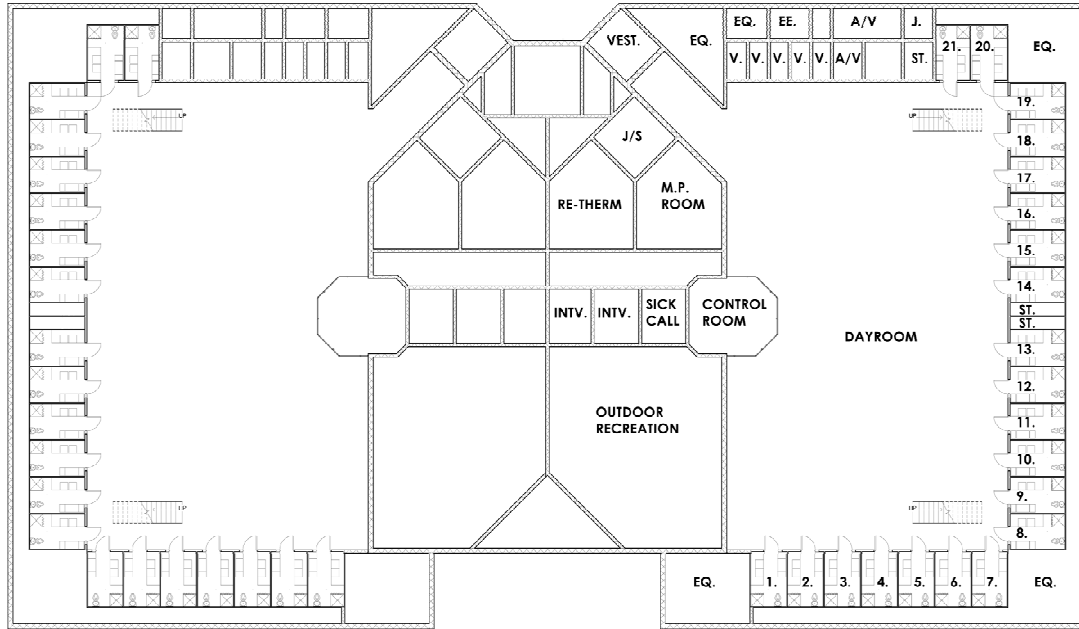 EQ. EE. A/V J.
VEST. EQ.
V. V. V. V. V. A/V ST. 21. 20. EQ.
19.
UP UP
J/S 18.
17.
M.P.
RE-THERM ROOM
16.
15.
14.
INTV. INTV. SICK CALL CONTROL ROOM ST.
ST.
DAYROOM
13.
12.
OUTDOOR
RECREATION
11.
10.
9.
UP UP
8.
EQ. 1. 2. 3. 4. 5. 6. 7. EQ.